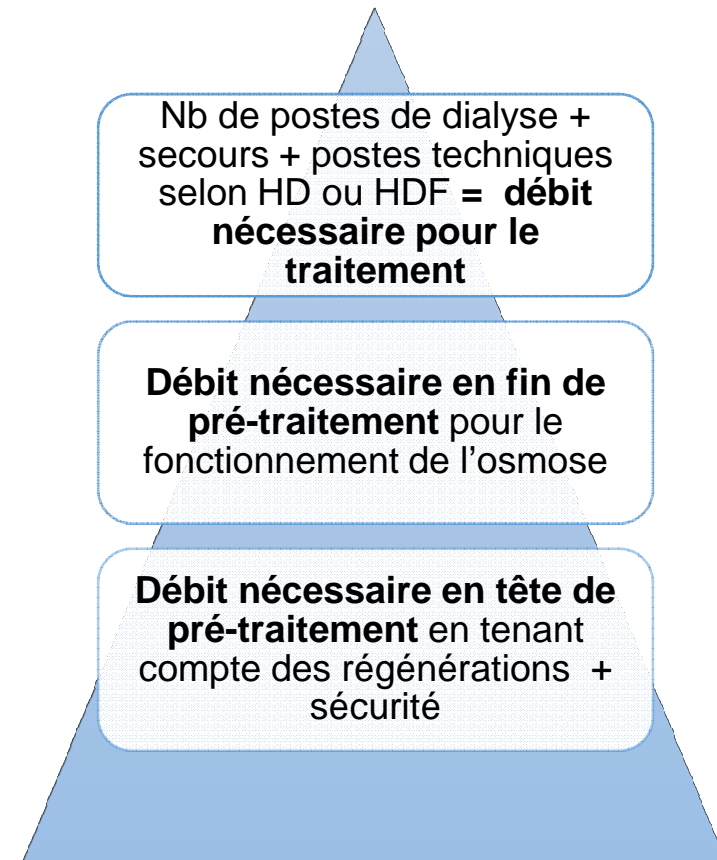 Nb de postes de dialyse +
secours + postes techniques
selon HD ou HDF = débit
nécessaire pour le
traitement
Débit nécessaire en fin de
pré-traitement pour le
fonctionnement de l'osmose
Débit nécessaire en tête de
pré-traitement en tenant
compte des régénérations +
sécurité